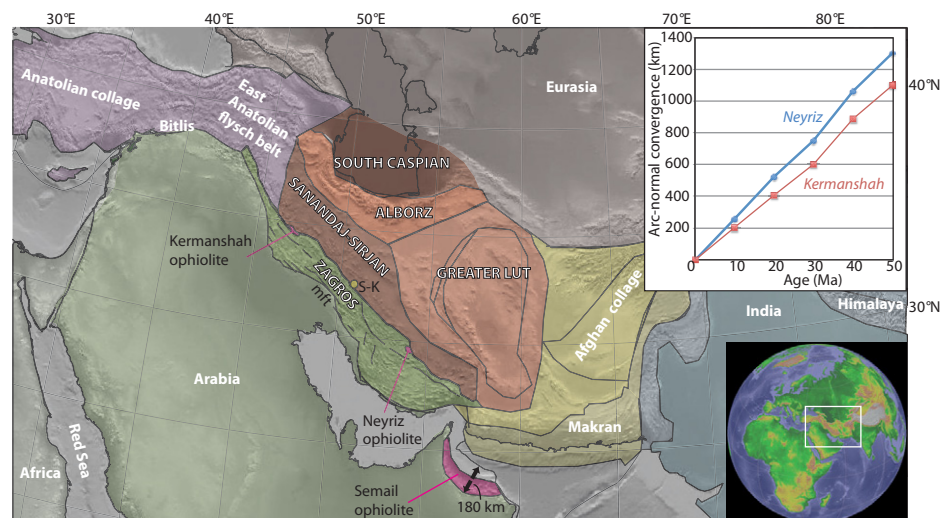 30°E 40°E 50°E 60°E 70°E 80°E
40°N
30°N
Anatolian collage
East
Anatolian
flysch belt
Bitlis
Eurasia
SOUTH CASPIAN
ALBORZ
SANANDAJ-SIRJAN
GREATER LUT
Kermanshah
ophiolite
ZAGROS
mft
S-K
Afghan collage
India
Himalaya
Arabia
Neyriz
ophiolite
Makran
Red Sea
Africa
Semail
ophiolite
180 km
Arc-normal convergence (km)
1400
1200
1000
800
600
400
200
Neyriz
Kermanshah
0 10 20 30 40 50
Age (Ma)